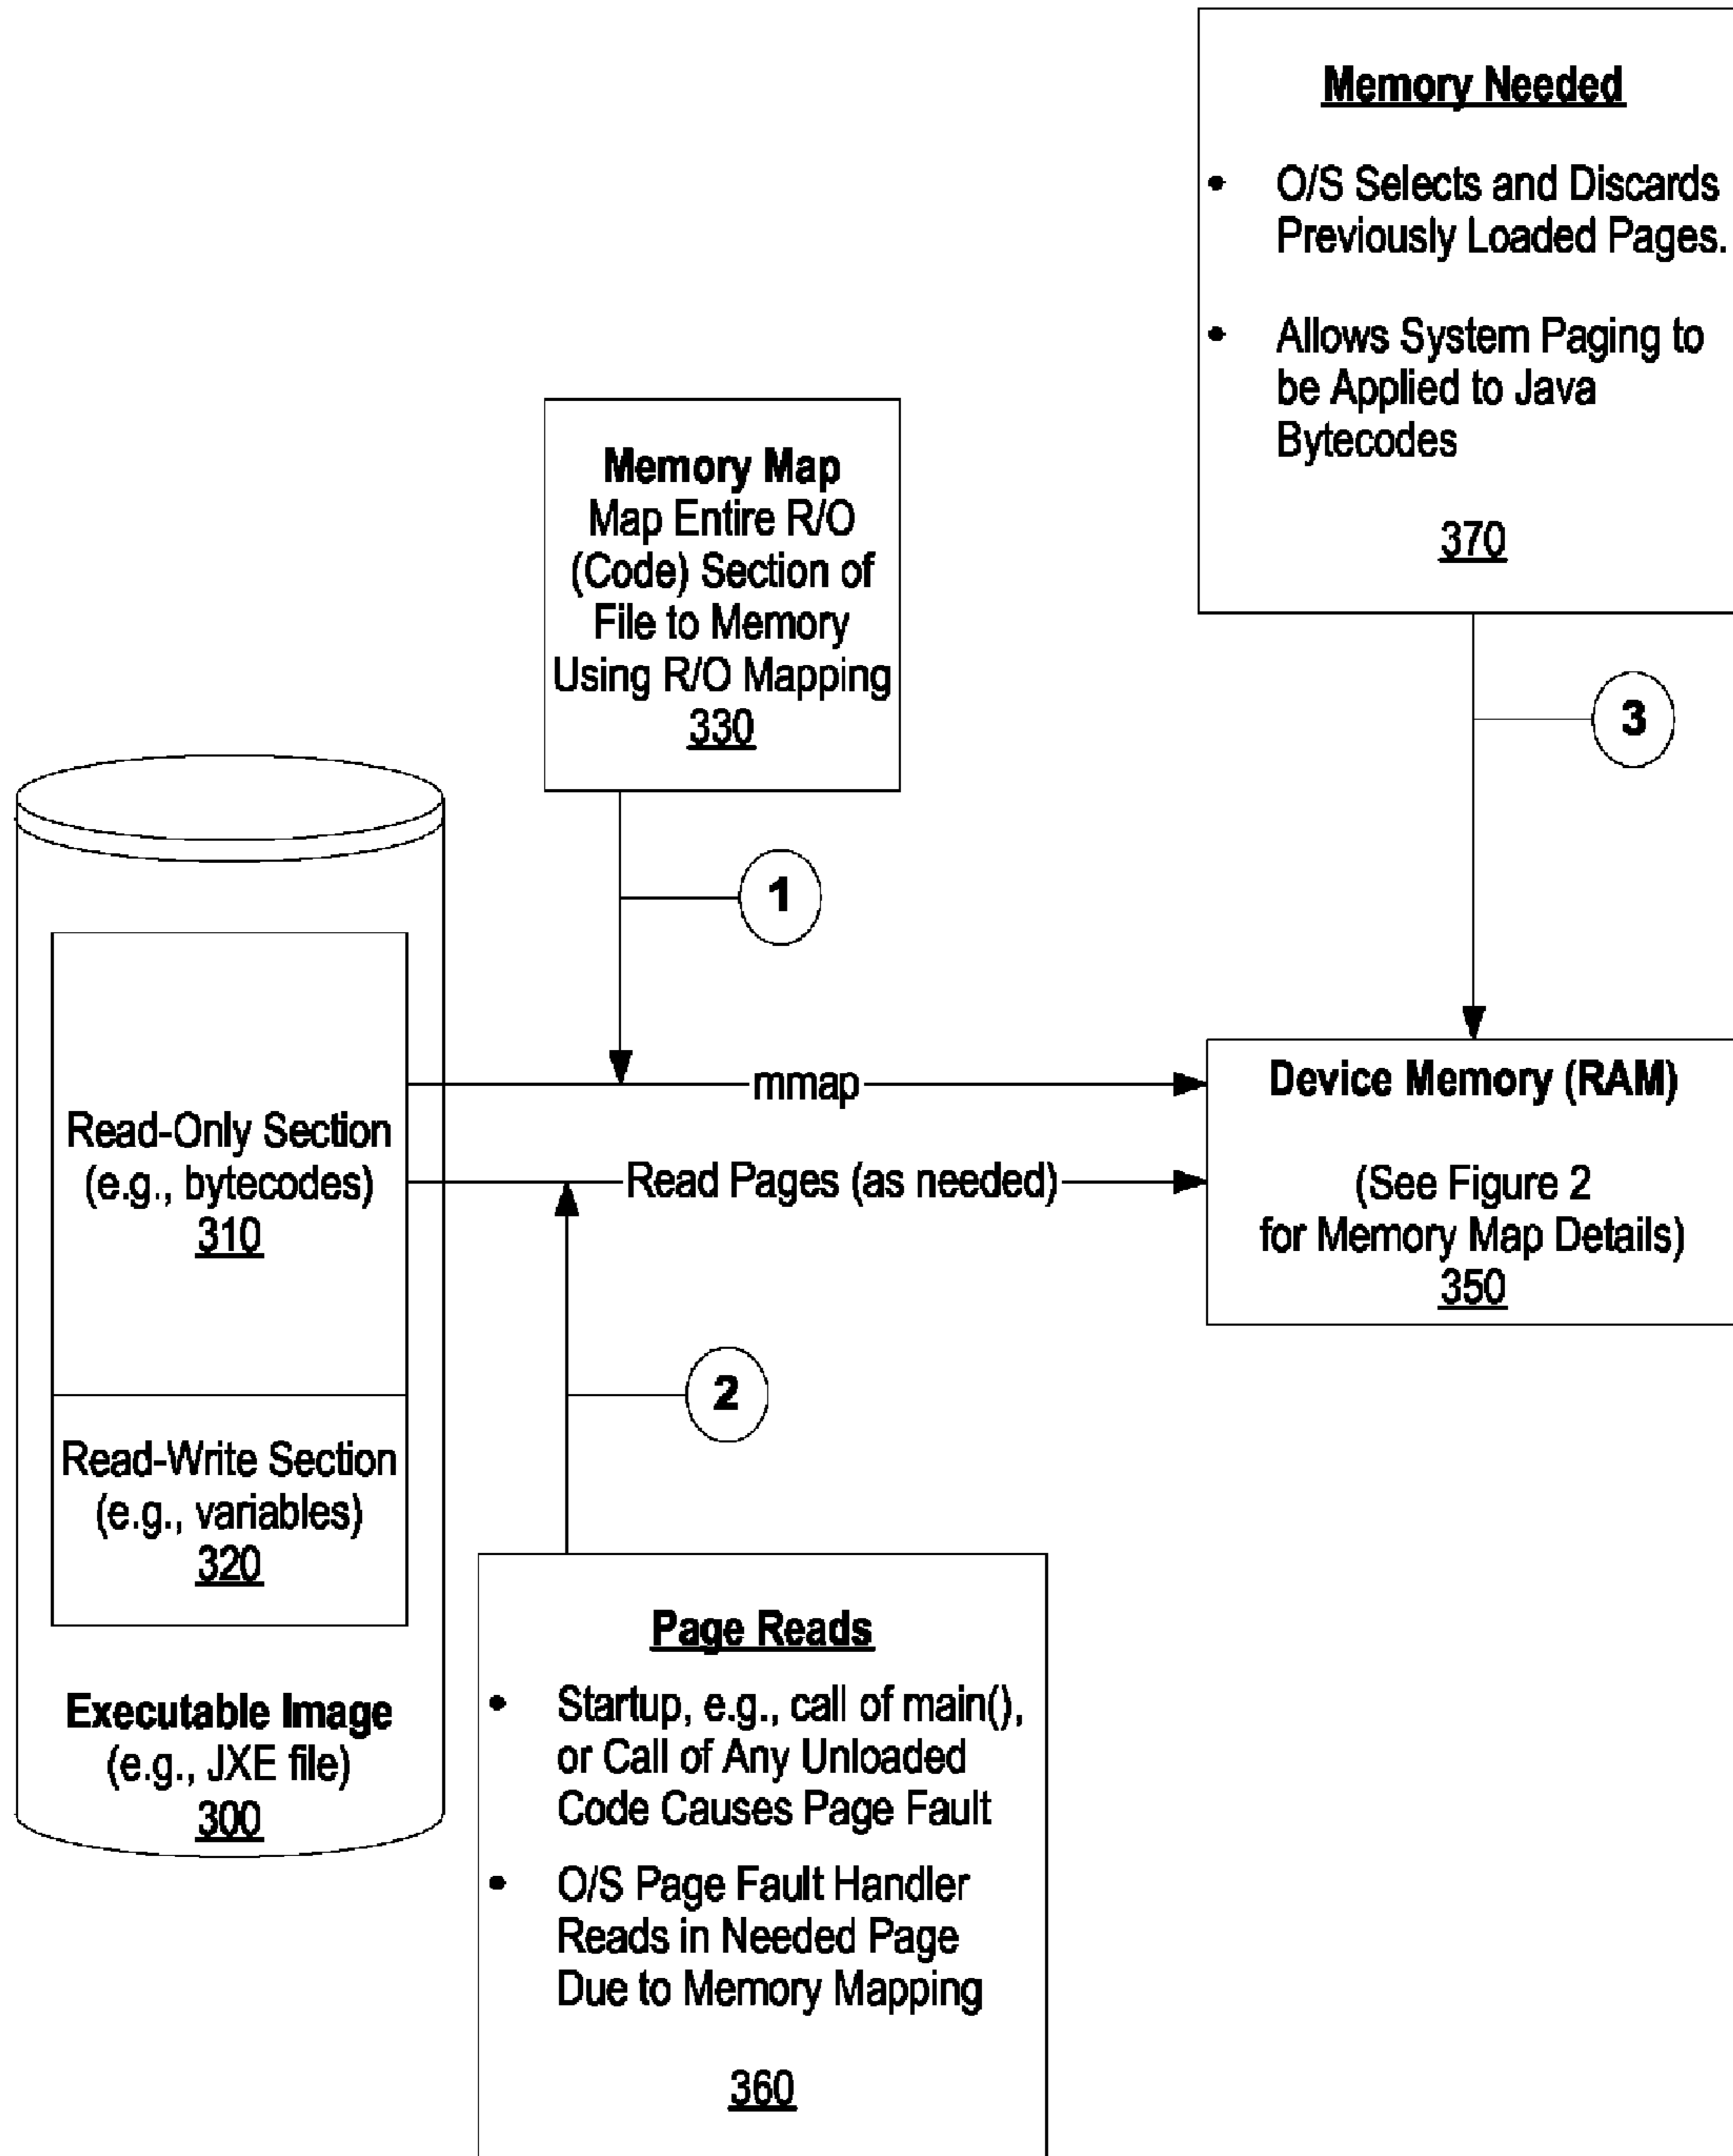 Memory Needed
• O/S Selects and Discards
Previously Loaded Pages.
• Allows System Paging to
be Applied to Java
Bytecodes
370
Memory Map
Map Entire R/O
(Code) Section of
File to Memory
Using R/O Mapping
330
3
1
mmap
Device Memory (RAM)
(See Figure 2
for Memory Map Details)
350
Read-Only Section
(e.g., bytecodes)
310
Read Pages (as needed)
2
Read-Write Section
(e.g., variables)
320
Executable Image
(e.g., JXE file)
300
Page Reads
• Startup, e.g., call of main(),
or Call of Any Unloaded
Code Causes Page Fault
• O/S Page Fault Handler
Reads in Needed Page
Due to Memory Mapping
360